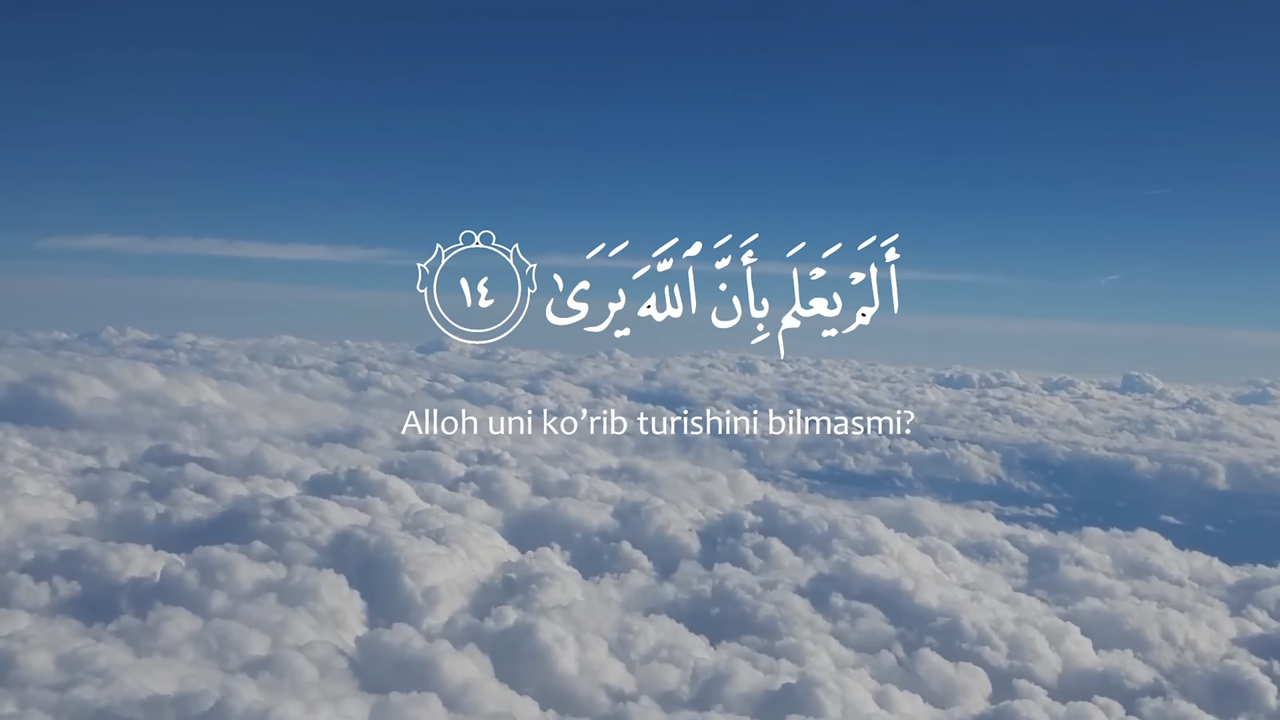 أَلَمْ يَعْلَم بِأَنَّ ٱللَّهَ يَرَىٰ ١٤
Alloh uni ko’rib turishini bilmasmi?